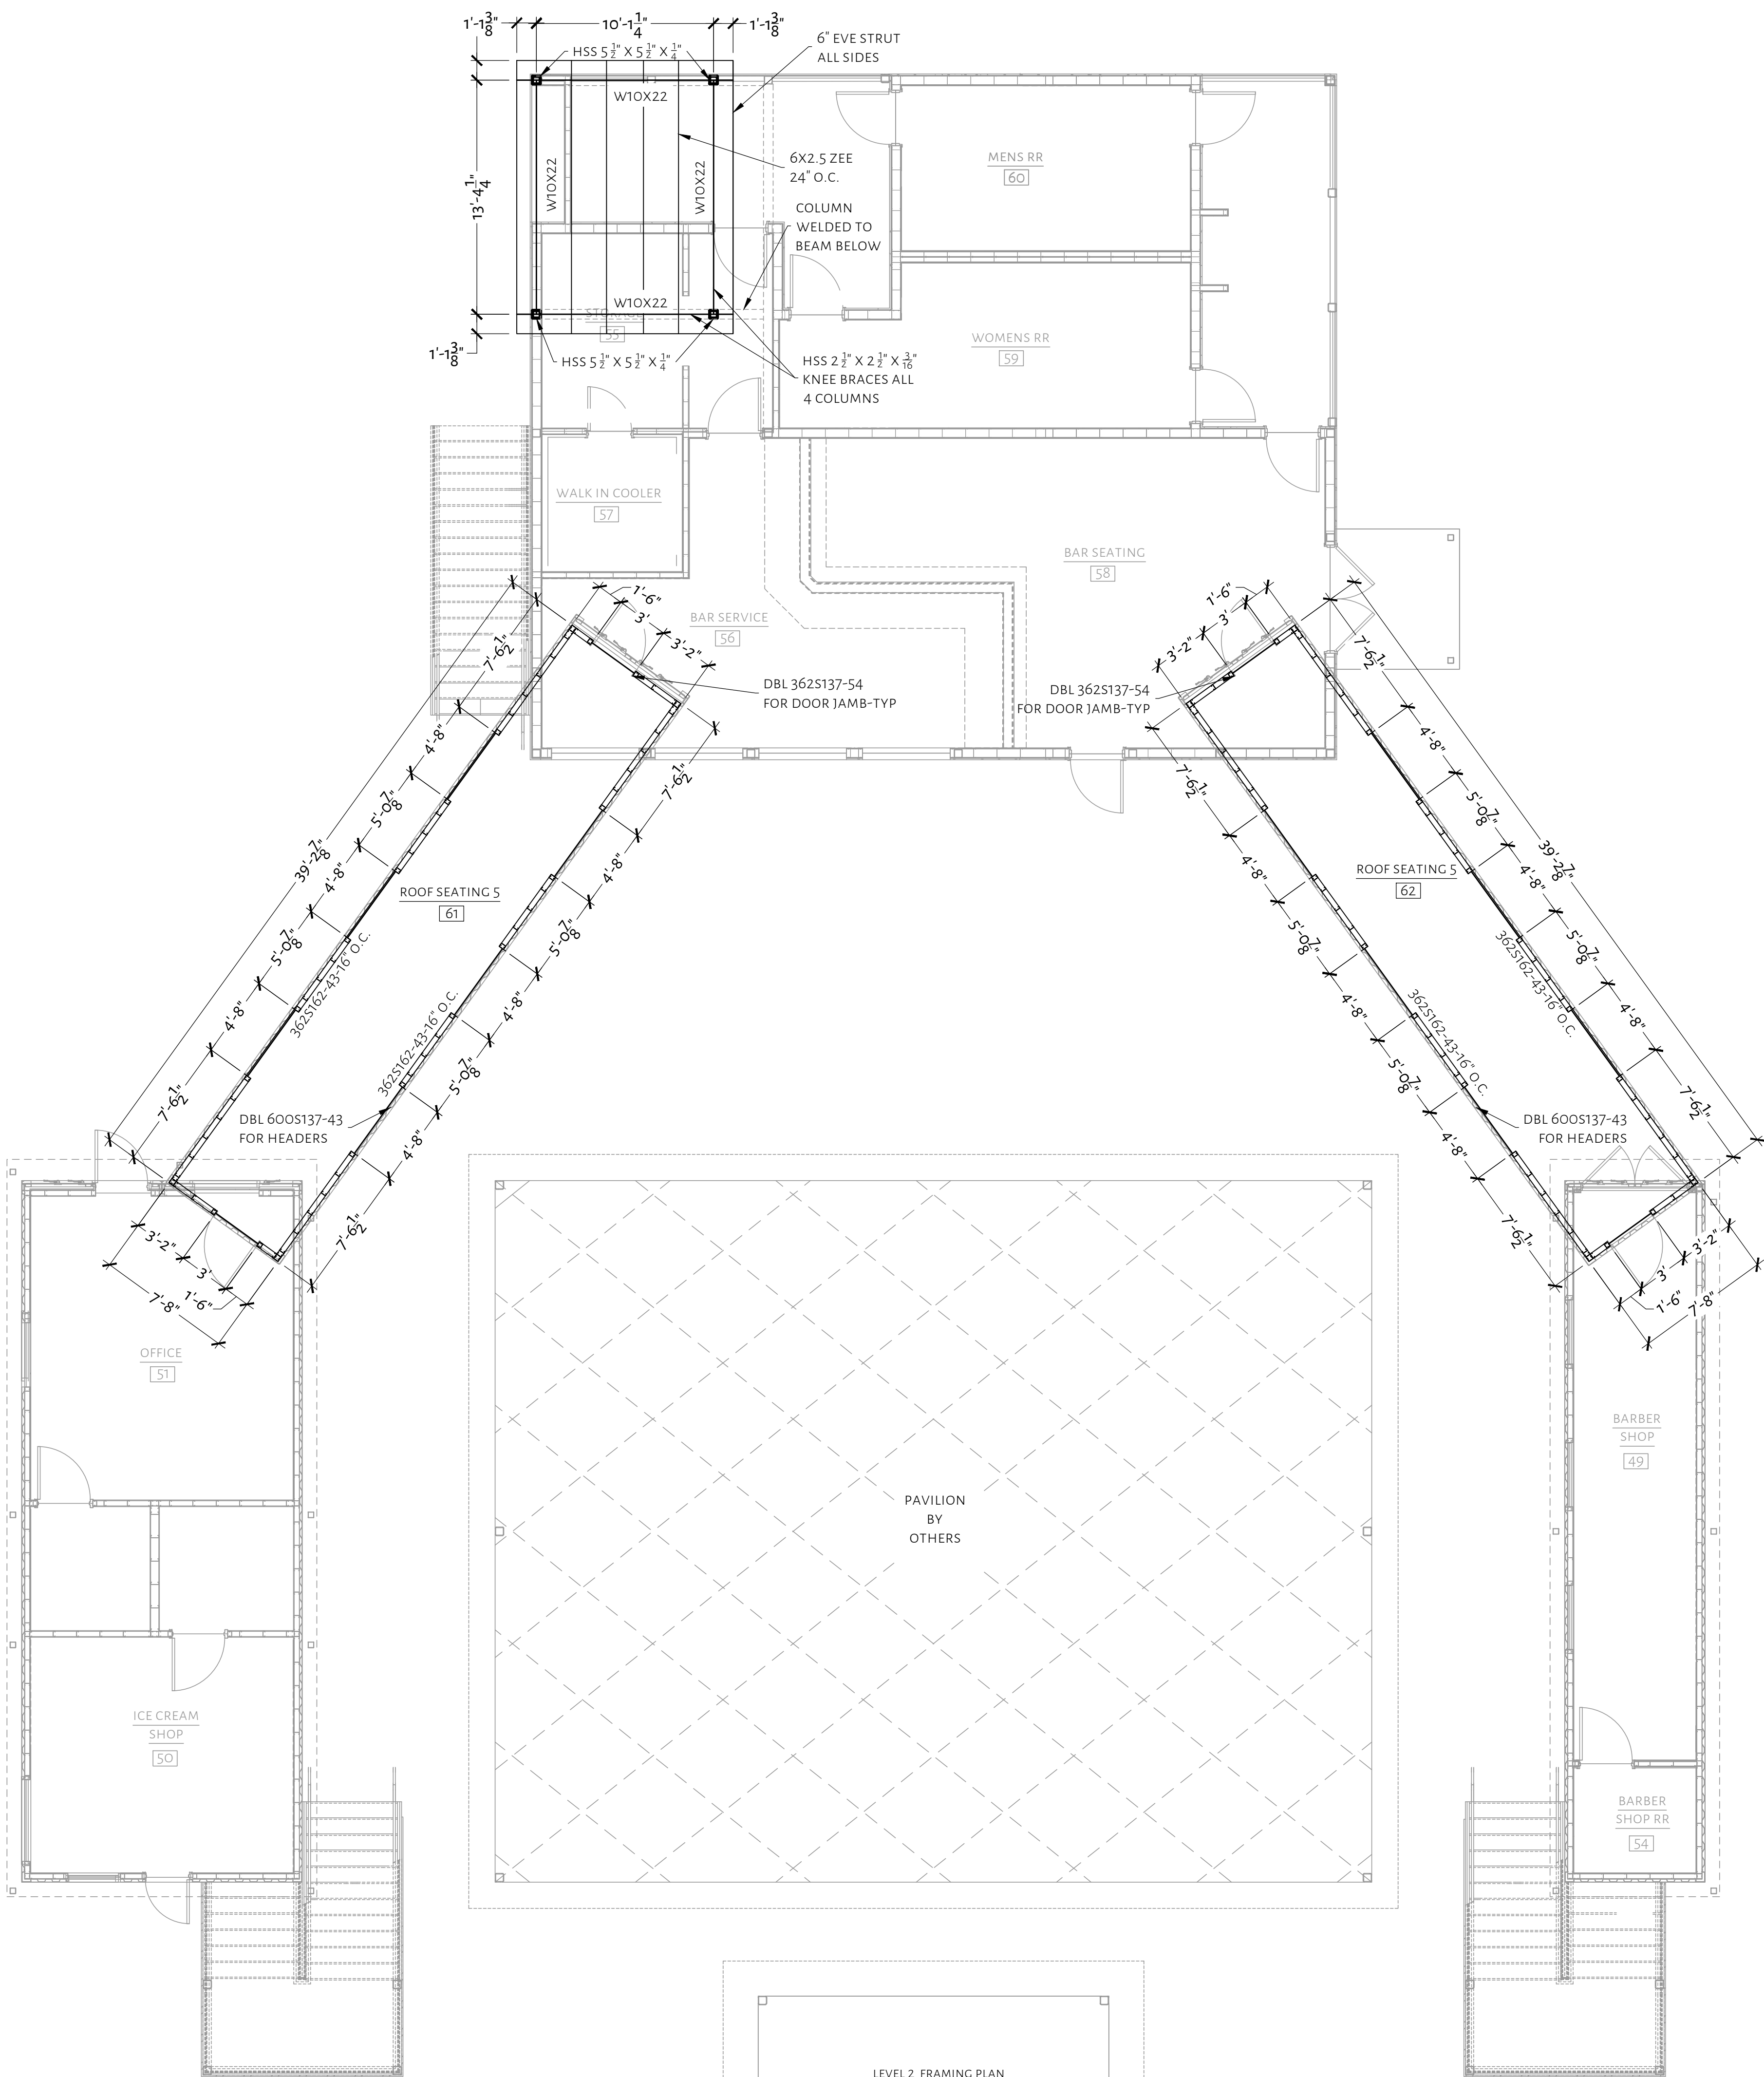 1'-1 3/8"
10'-1 1/4"
1'-1 3/8"
HSS 5 1/2" X 5 1/2" X 1/4"
6" EVE STRUT
ALL SIDES
W10X22
MENS RR
60
6X2.5 ZEE
24" O.C.
W10X22
W10X22
13'-4 1/4"
COLUMN
WELDED TO
BEAM BELOW
W10X22
STORAGE
55
WOMENS RR
59
1'-1 3/8"
HSS 5 1/2" X 5 1/2" X 1/4"
HSS 2 1/2" X 2 1/2" X 3/16"
KNEE BRACES ALL
4 COLUMNS
WALK IN COOLER
57
BAR SEATING
58
BAR SERVICE
56
1'-6"
3'
3'-2"
1'-6"
3'
3'-2"
DBL 362S137-54
FOR DOOR JAMB-TYP
DBL 362S137-54
FOR DOOR JAMB-TYP
7'-6 1/2"
4'-8"
5'-0 7/8"
4'-8"
5'-0 7/8"
4'-8"
7'-6 1/2"
39'-2 7/8"
ROOF SEATING 5
61
362S162-43-16" O.C.
362S162-43-16" O.C.
7'-6 1/2"
4'-8"
5'-0 7/8"
4'-8"
5'-0 7/8"
4'-8"
7'-6 1/2"
DBL 600S137-43
FOR HEADERS
3'-2"
3'
1'-6"
7'-8"
7'-6 1/2"
4'-8"
5'-0 7/8"
4'-8"
5'-0 7/8"
4'-8"
7'-6 1/2"
ROOF SEATING 5
62
362S162-43-16" O.C.
362S162-43-16" O.C.
7'-6 1/2"
4'-8"
5'-0 7/8"
4'-8"
5'-0 7/8"
4'-8"
7'-6 1/2"
39'-2 7/8"
DBL 600S137-43
FOR HEADERS
3'-2"
3'
1'-6"
7'-8"
OFFICE
51
BARBER
SHOP
49
PAVILION
BY
OTHERS
ICE CREAM
SHOP
50
BARBER
SHOP RR
54
LEVEL 2 FRAMING PLAN